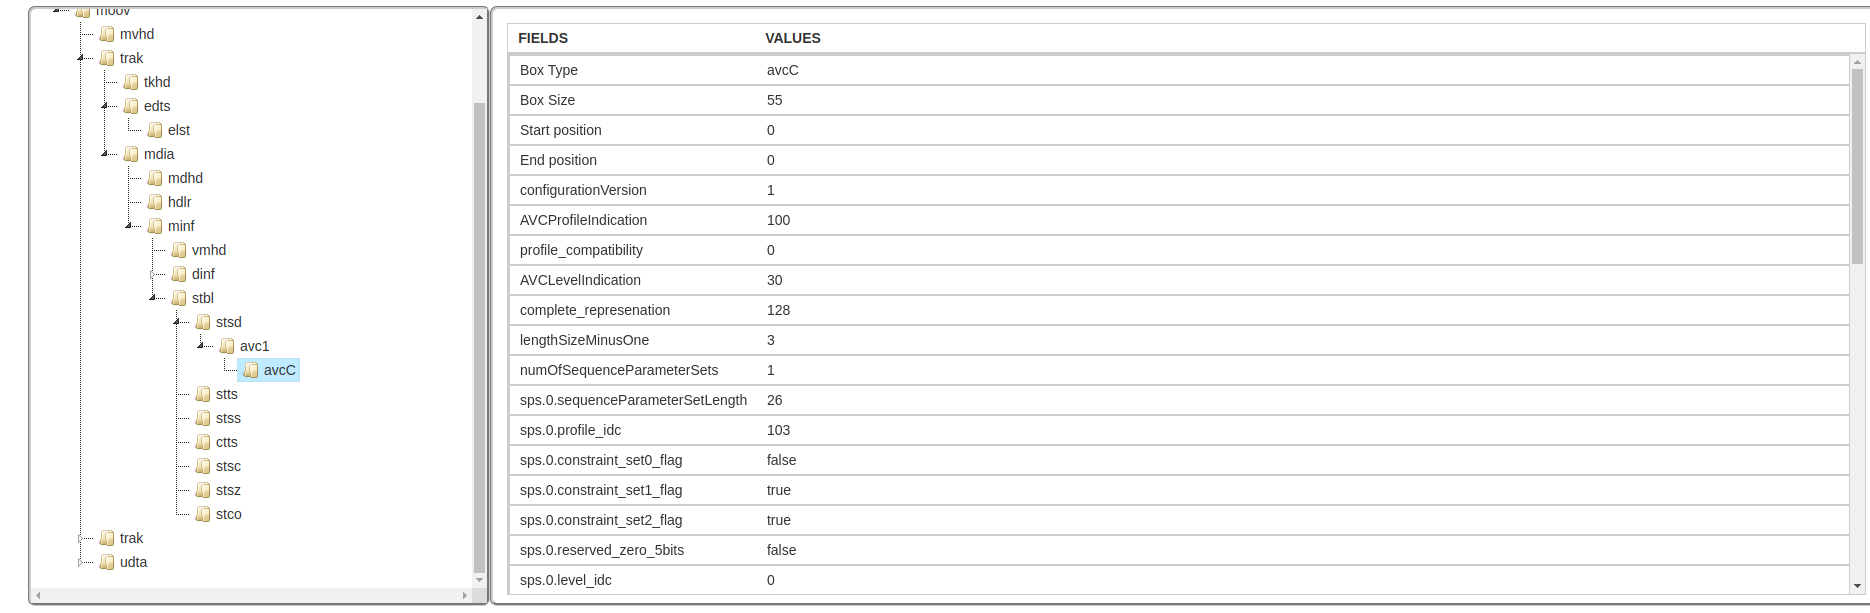 moov
mvhd
trak
tkhd
edts
elst
mdia
mdhd
hdlr
minf
vmhd
dinf
stbl
stsd
avc1
avcC
stts
stss
ctts
stsc
stsz
stco
trak
udta
FIELDS VALUES
Box Type avcC
Box Size 55
Start position 0
End position 0
configurationVersion 1
AVCProfileIndication 100
profile_compatibility 0
AVCLevelIndication 30
complete_represenation 128
lengthSizeMinusOne 3
numOfSequenceParameterSets 1
sps.0.sequenceParameterSetLength 26
sps.0.profile_idc 103
sps.0.constraint_set0_flag false
sps.0.constraint_set1_flag true
sps.0.constraint_set2_flag true
sps.0.reserved_zero_5bits false
sps.0.level_idc 0